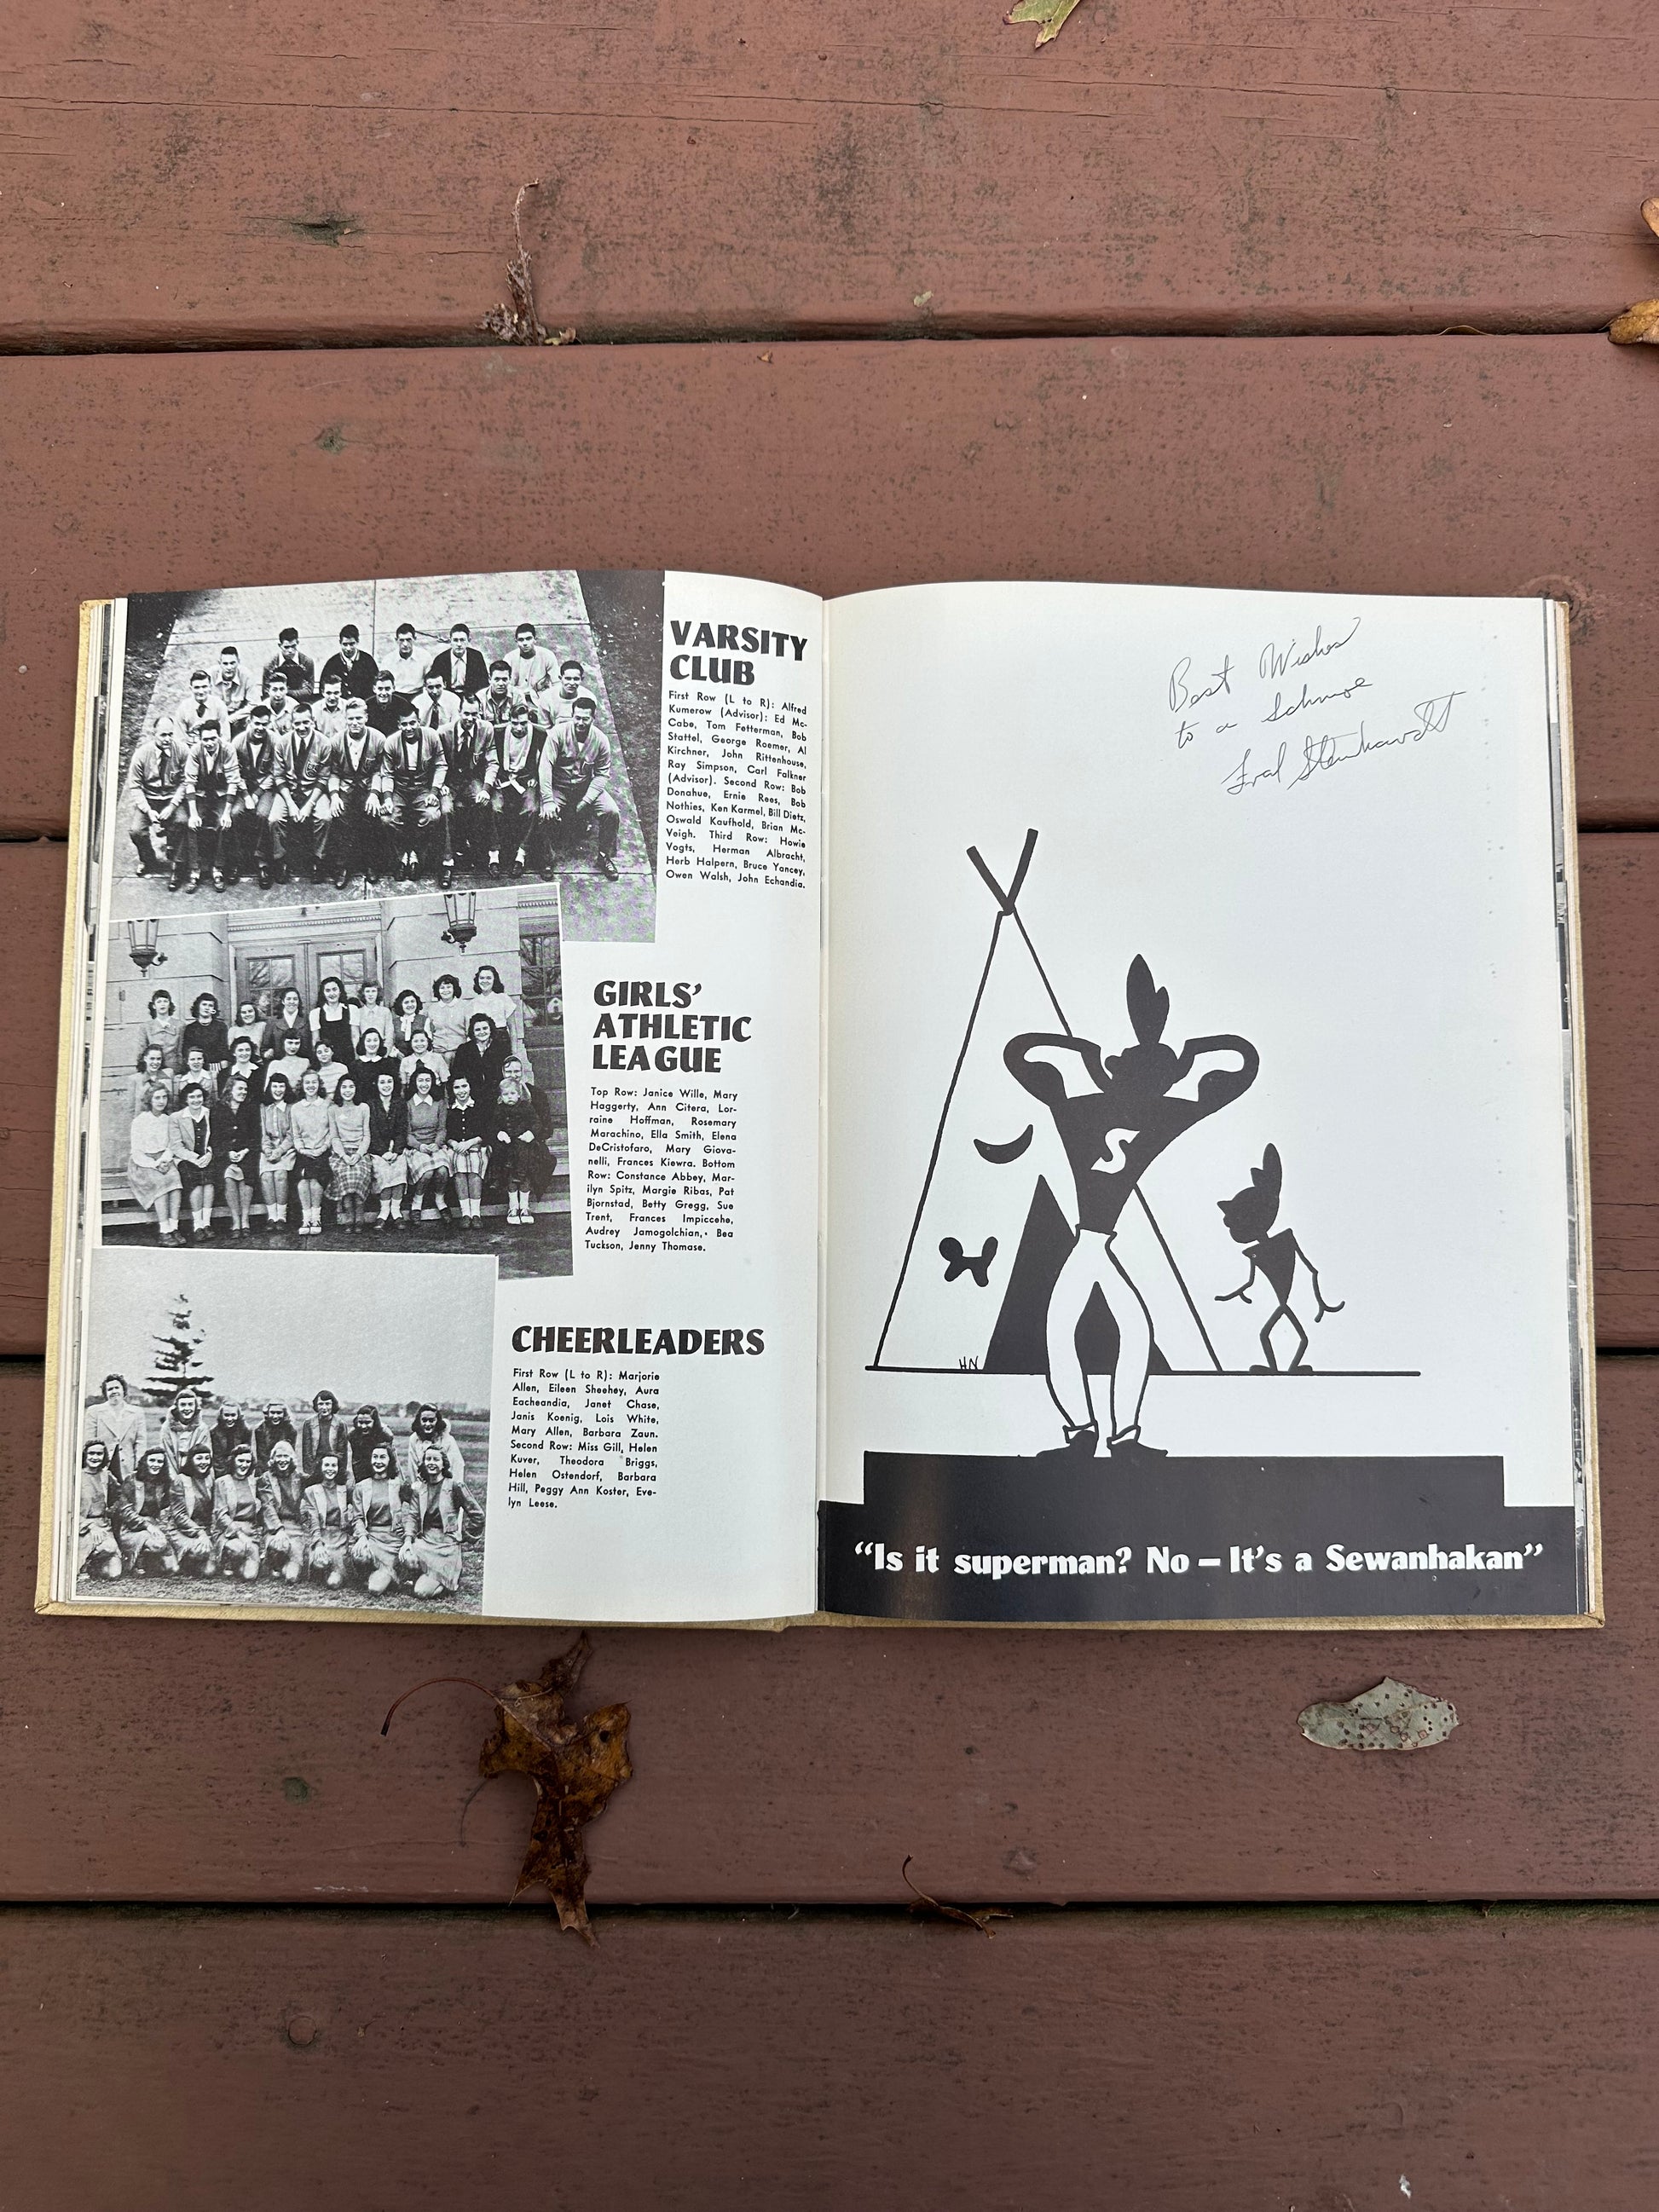 VARSITY
CLUB
First Row (L to R): Alfred
Kumerow (Advisor): Ed Mc-
Cabe, Tom Fetterman, Bob
Stattel, George Roemer, Al
Kirchner, John Rittenhouse,
Ray Simpson, Carl Falkner
(Advisor). Second Row: Bob
Donahue, Ernie Rees, Bob
Nothies, Ken Karmel, Bill Dietz,
Oswald Kaufhold, Brian Mc-
Veigh. Third Row: Howie
Vogts, Herman Albracht,
Herb Halpern, Bruce Yancey,
Owen Walsh, John Echandia.
GIRLS'
ATHLETIC
LEAGUE
Top Row: Janice Wille, Mary
Haggerty, Ann Citera, Lor-
raine Hoffman, Rosemary
Marachino, Ella Smith, Elena
DeCristofaro, Mary Giova-
nelli, Frances Kiewra. Bottom
Row: Constance Abbey, Mar-
ilyn Spitz, Margie Ribas, Pat
Bjornstad, Betty Gregg, Sue
Trent, Frances Impiccehe,
Audrey Jamogolchian, Bea
Tuckson, Jenny Thomase.
CHEERLEADERS
First Row (L to R): Marjorie
Allen, Eileen Sheehey, Aura
Eacheandia, Janet Chase,
Janis Koenig, Lois White,
Mary Allen, Barbara Zaun.
Second Row: Miss Gill, Helen
Kuver, Theodora Briggs,
Helen Ostendorf, Barbara
Hill, Peggy Ann Koster, Eve-
lyn Leese.
Best Wishes
to a
S
HN
"Is it superman? No – It's a Sewanhakan"